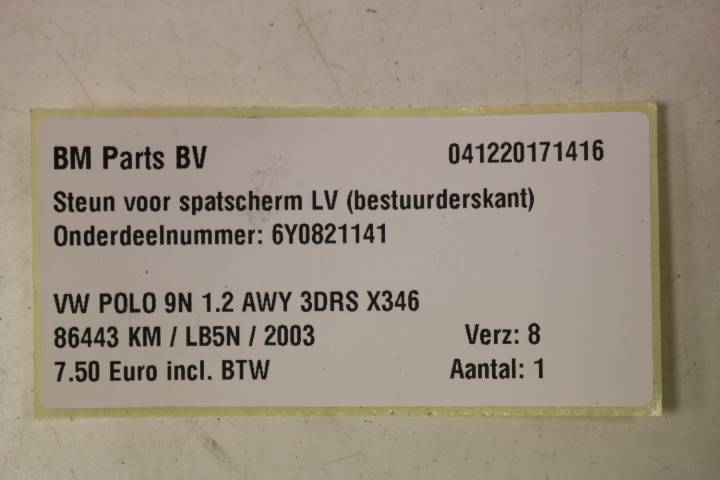 BM Parts BV 041220171416
Steun voor spatscherm LV (bestuurderskant)
Onderdeelnummer: 6Y0821141
VW POLO 9N 1.2 AWY 3DRS X346
86443 KM / LB5N / 2003 Verz: 8
7.50 Euro incl. BTW Aantal: 1